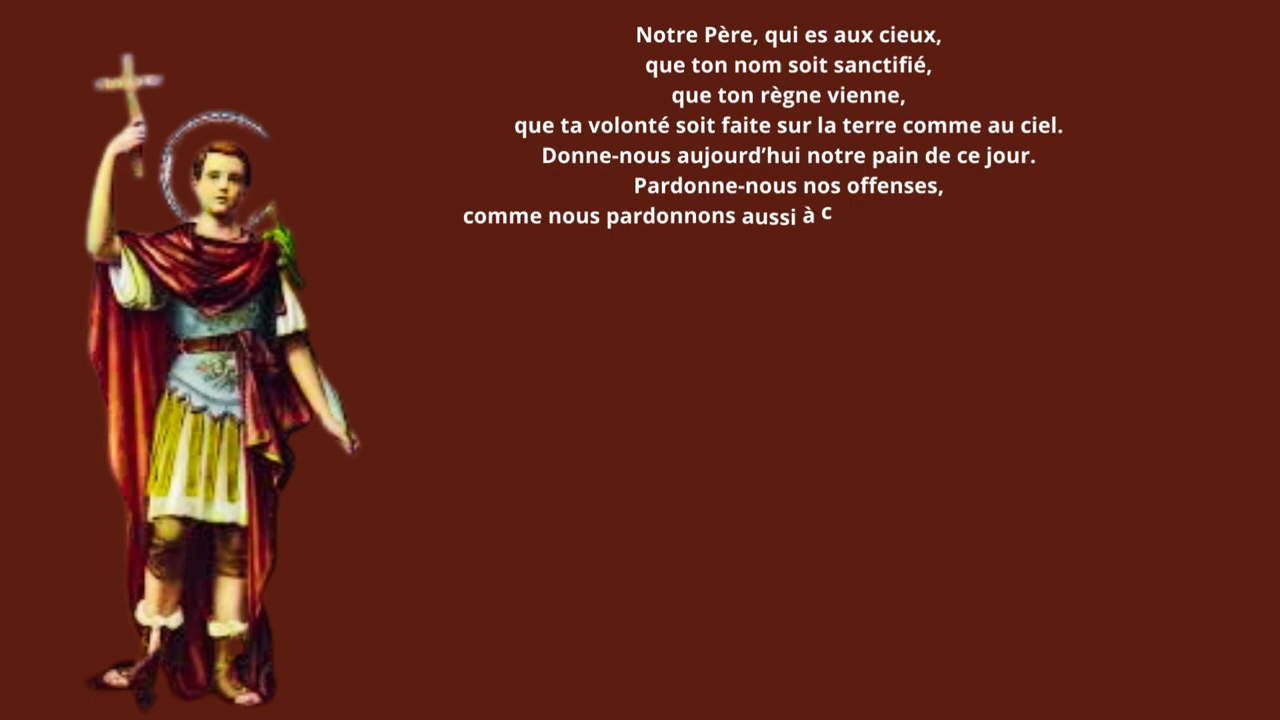 Notre Père, qui es aux cieux,
que ton nom soit sanctifié,
que ton règne vienne,
que ta volonté soit faite sur la terre comme au ciel.
Donne-nous aujourd’hui notre pain de ce jour.
Pardonne-nous nos offenses,
comme nous pardonnons aussi à c